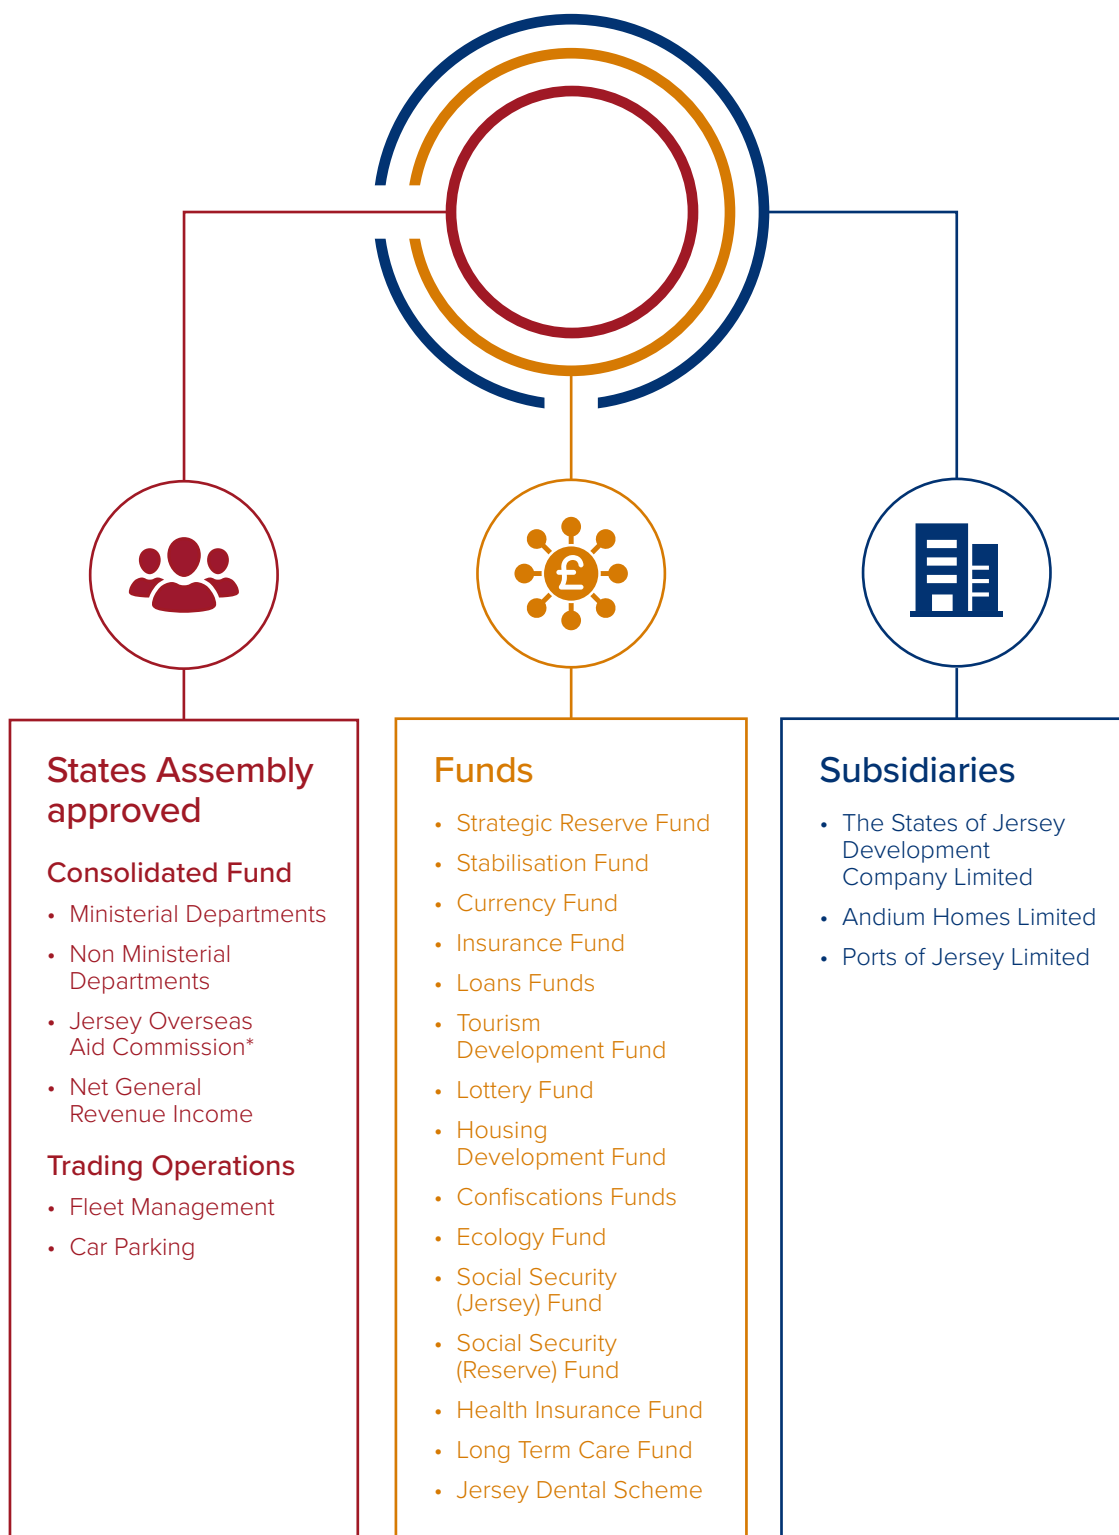 States Assembly
approved
Consolidated Fund
• Ministerial Departments
• Non Ministerial
Departments
• Jersey Overseas
Aid Commission*
• Net General
Revenue Income
Trading Operations
• Fleet Management
• Car Parking
£
Funds
• Strategic Reserve Fund
• Stabilisation Fund
• Currency Fund
• Insurance Fund
• Loans Funds
• Tourism
Development Fund
• Lottery Fund
• Housing
Development Fund
• Confiscations Funds
• Ecology Fund
• Social Security
(Jersey) Fund
• Social Security
(Reserve) Fund
• Health Insurance Fund
• Long Term Care Fund
• Jersey Dental Scheme
Subsidiaries
• The States of Jersey
Development
Company Limited
• Andium Homes Limited
• Ports of Jersey Limited